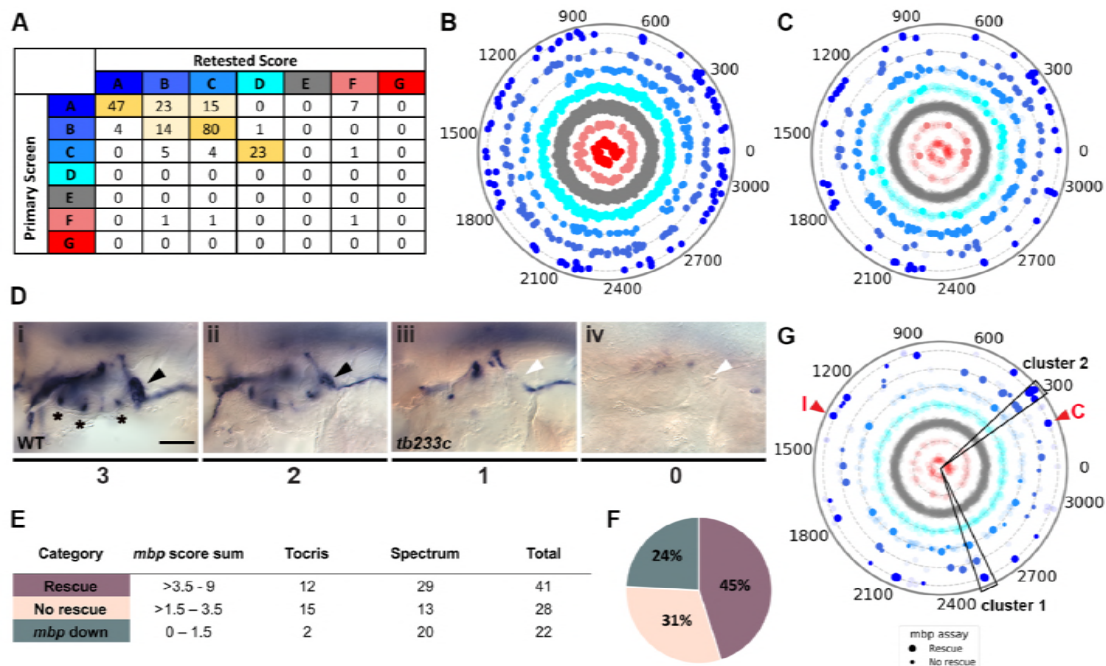 A
Retested Score
A B C D E F G
Primary Screen
A 47 23 15 0 0 7 0
B 4 14 80 1 0 0 0
C 0 5 4 23 0 1 0
D 0 0 0 0 0 0 0
E 0 0 0 0 0 0 0
F 0 1 1 0 0 1 0
G 0 0 0 0 0 0 0
B
900 600
1200 300
1500 0
1800 3000
2100 2400 2700
C
900 600
1200 300
1500 0
1800 3000
2100 2400 2700
D
i ii iii iv
* * *
WT tb233c
3 2 1 0
E
Category mbp score sum Tocris Spectrum Total
Rescue >3.5 - 9 12 29 41
No rescue >1.5 – 3.5 15 13 28
mbp down 0 – 1.5 2 20 22
F
24% 45%
31%
G
900 600
cluster 2
1200 300
I C
1500 0
1800 3000
2100 2400 2700
cluster 1
mbp assay
Rescue
No rescue